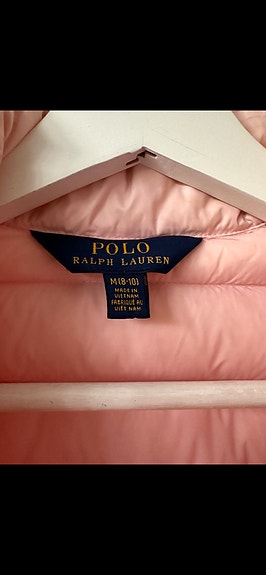 POLO
RALPH LAUREN
M(8-10)
MADE IN
VIETNAM
FABRIQUÉ AU
VIÊT NAM